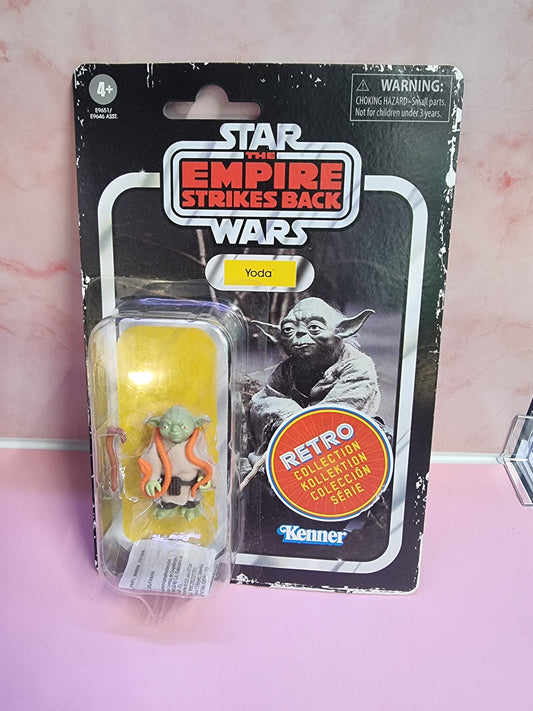 4+
E9651/
E9646 ASST.
WARNING:
CHOKING HAZARD–Small parts.
Not for children under 3 years.
STAR
THE
EMPIRE
STRIKES BACK
WARS
Yoda
RETRO
COLLECTION
KOLLEKTION
COLECCIÓN
SÉRIE
Kenner